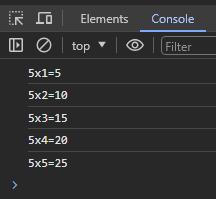 Elements Console
top Filter
5x1=5
5x2=10
5x3=15
5x4=20
5x5=25